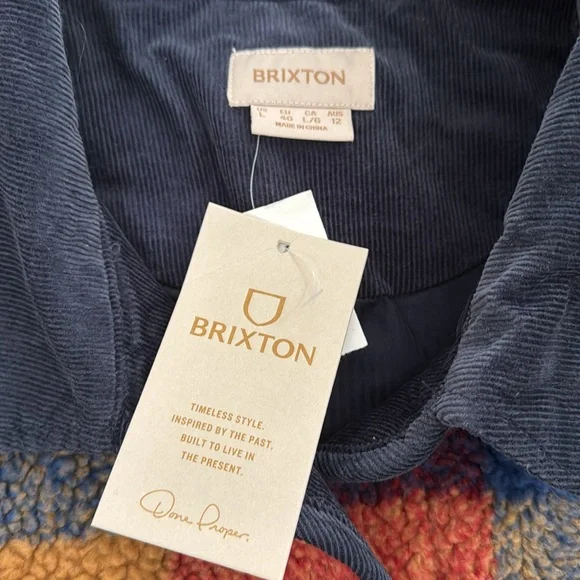 BRIXTON
US EU CA AUS
L 40 L/G 12
MADE IN CHINA
BRIXTON
TIMELESS STYLE.
INSPIRED BY THE PAST,
BUILT TO LIVE IN
THE PRESENT.
Done Proper.